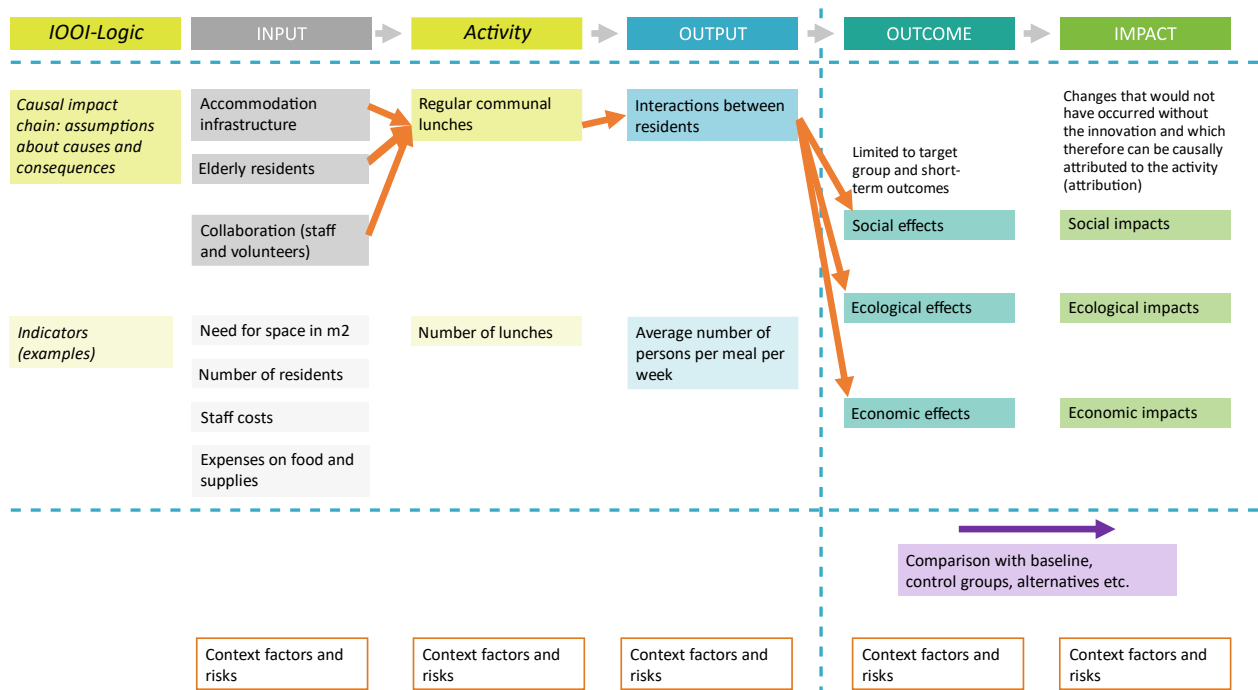 IOOI-Logic
INPUT
Activity
OUTPUT
OUTCOME
IMPACT
Causal impact
chain: assumptions
about causes and
consequences
Accommodation
infrastructure
Elderly residents
Collaboration (staff
and volunteers)
Regular communal
lunches
Interactions between
residents
Limited to target
group and short-
term outcomes
Social effects
Ecological effects
Economic effects
Changes that would not
have occurred without
the innovation and which
therefore can be causally
attributed to the activity
(attribution)
Social impacts
Ecological impacts
Economic impacts
Indicators
(examples)
Need for space in m2
Number of residents
Staff costs
Expenses on food and
supplies
Number of lunches
Average number of
persons per meal per
week
Comparison with baseline,
control groups, alternatives etc.
Context factors and
risks
Context factors and
risks
Context factors and
risks
Context factors and
risks
Context factors and
risks